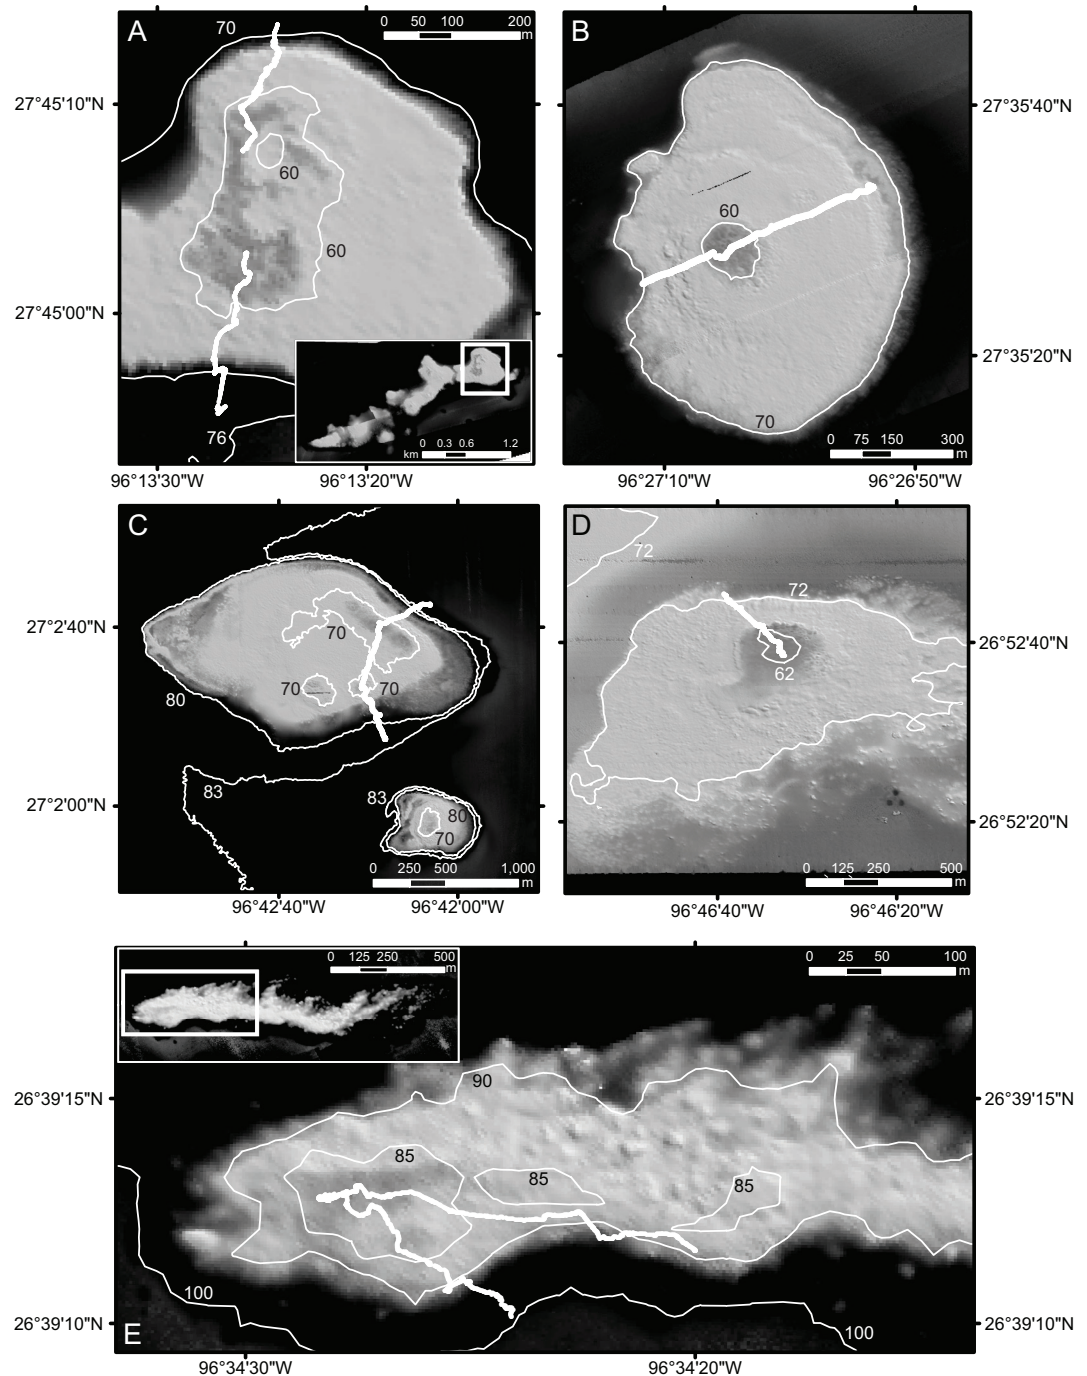 A
70
0 50 100 200
m
27°45'10"N
60
60
27°45'00"N
76
0 0.3 0.6 1.2
km
96°13'30"W 96°13'20"W
B
27°35'40"N
60
27°35'20"N
70
0 75 150 300
m
96°27'10"W 96°26'50"W
C
27°2'40"N
70
70 70
80
83
83
80
70
27°2'00"N
0 250 500 1,000
m
96°42'40"W 96°42'00"W
D
72
72
26°52'40"N
62
26°52'20"N
0 125 250 500
m
96°46'40"W 96°46'20"W
0 125 250 500
m
0 25 50 100
m
26°39'15"N 26°39'15"N
90
85
85
85
100
100
26°39'10"N 26°39'10"N
E
96°34'30"W 96°34'20"W